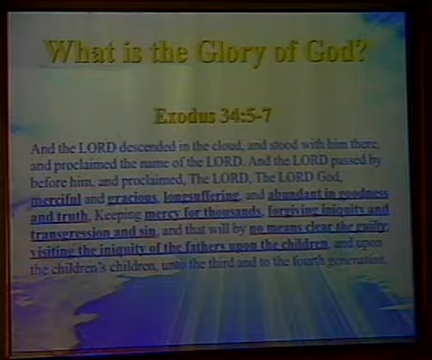 What is the Glory of God?
Exodus 34:5-7
And the LORD descended in the cloud, and stood with him there,
and proclaimed the name of the LORD. And the LORD passed by
before him, and proclaimed, The LORD, The LORD God,
merciful and gracious, longsuffering, and abundant in goodness
and truth, Keeping mercy for thousands, forgiving iniquity and
transgression and sin, and that will by no means clear the guilty;
visiting the iniquity of the fathers upon the children, and upon
the children's children, unto the third and to the fourth generation.